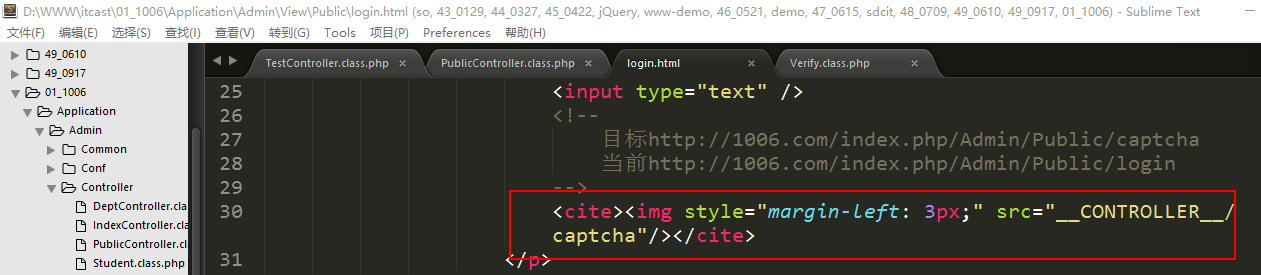 D:\WWW\itcast\01_1006\Application\Admin\View\Public\login.html (so, 43_0129, 44_0327, 45_0422, jQuery, www-demo, 46_0521, demo, 47_0615, sdcit, 48_0709, 49_0610, 49_0917, 01_1006) - Sublime Text
文件(F) 编辑(E) 选择(S) 查找(I) 查看(V) 转到(G) Tools 项目(P) Preferences 帮助(H)
49_0610
49_0917
01_1006
Application
Admin
Common
Conf
Controller
DeptController.cla
IndexController.cla
PublicController.cl
Student.class.php
TestController.class.php × PublicController.class.php × login.html × Verify.class.php ×
25 <input type="text" />
26 <!--
27 目标http://1006.com/index.php/Admin/Public/captcha
28 当前http://1006.com/index.php/Admin/Public/login
29 -->
30 <cite><img style="margin-left: 3px;" src="__CONTROLLER__/
captcha"/></cite>
31 </p>